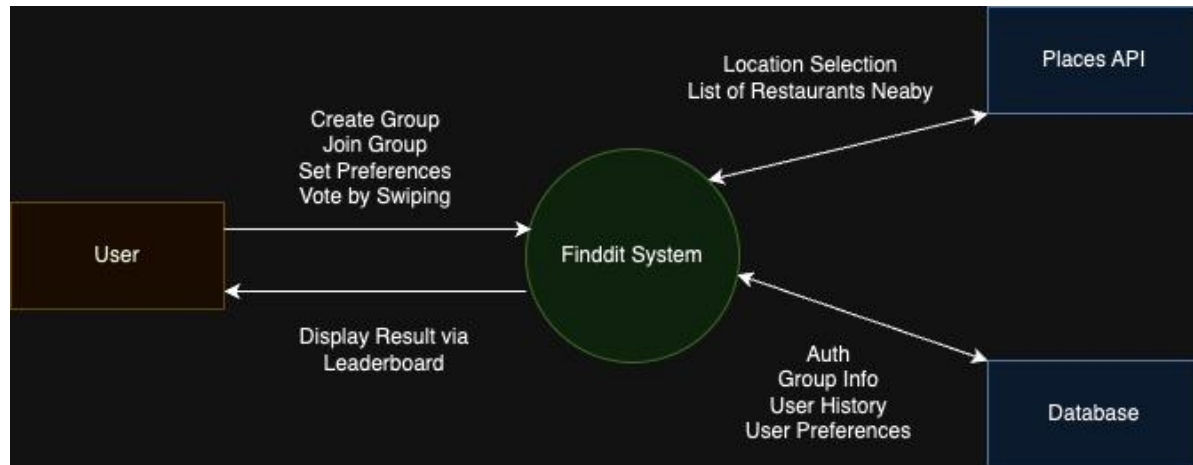 Places API
Location Selection
List of Restaurants Neaby
Create Group
Join Group
Set Preferences
Vote by Swiping
User
Finddit System
Display Result via
Leaderboard
Auth
Group Info
User History
User Preferences
Database